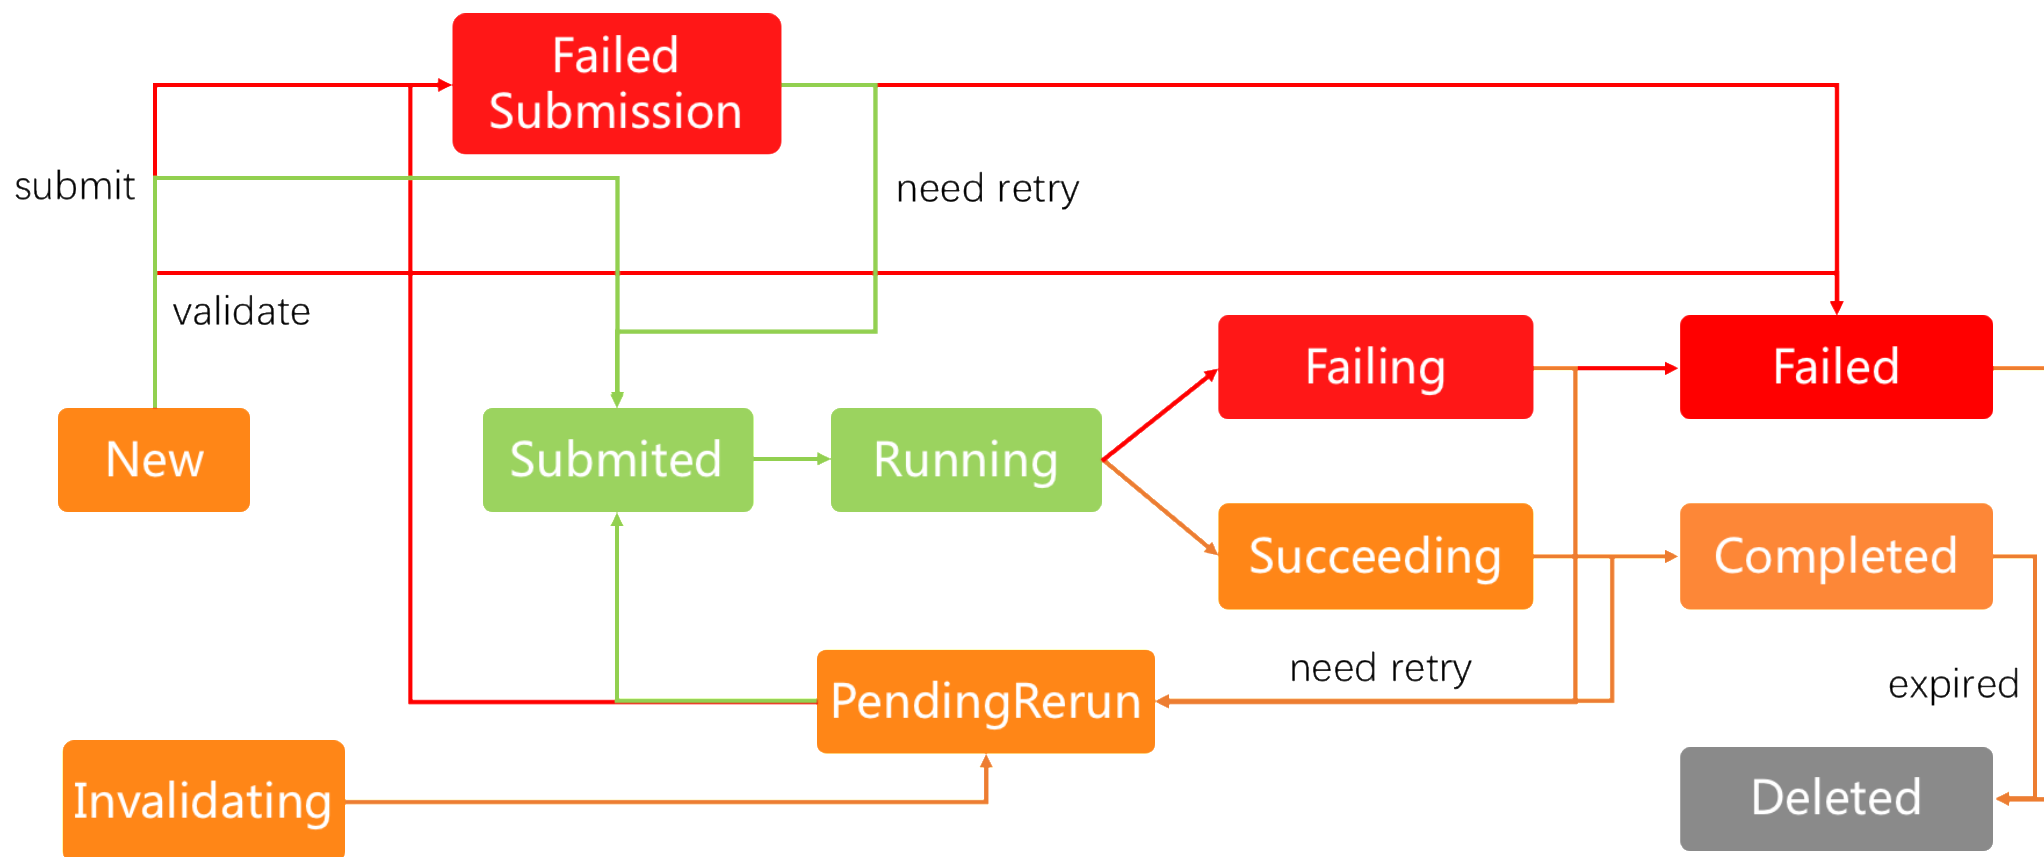 Failed
Submission
submit
need retry
validate
Failing
Failed
New
Submited
Running
Succeeding
Completed
need retry
PendingRerun
expired
Invalidating
Deleted